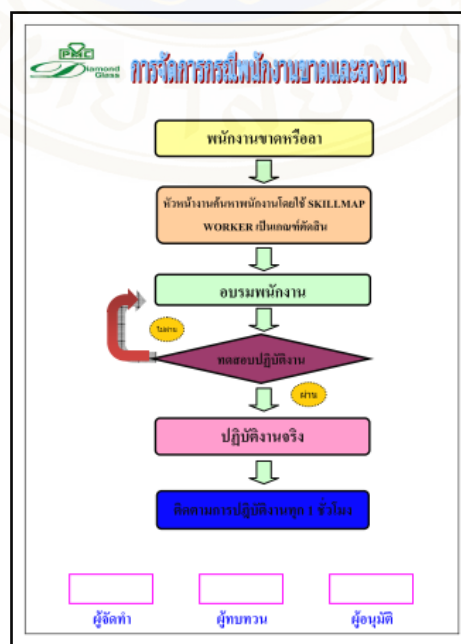 PMC
Diamond
Glass
การจัดการกรณีพนักงานขาดและลางาน
พนักงานขาดหรือลา
หัวหน้างานค้นหาพนักงานโดยใช้ SKILLMAP
WORKER เป็นเกณฑ์ตัดสิน
อบรมพนักงาน
ไม่ผ่าน
ทดสอบปฏิบัติงาน
ผ่าน
ปฏิบัติงานจริง
ติดตามการปฏิบัติงานทุก 1 ชั่วโมง
ผู้จัดทำ ผู้ทบทวน ผู้อนุมัติ